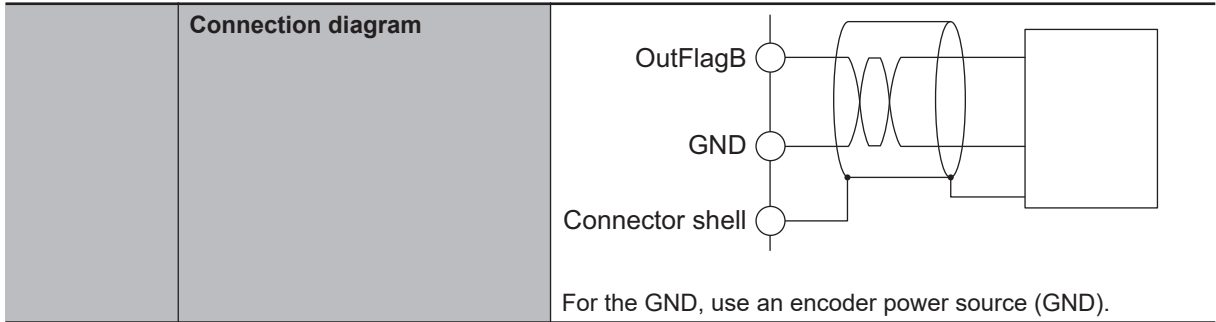 Connection diagram
OutFlagB
GND
Connector shell
For the GND, use an encoder power source (GND).